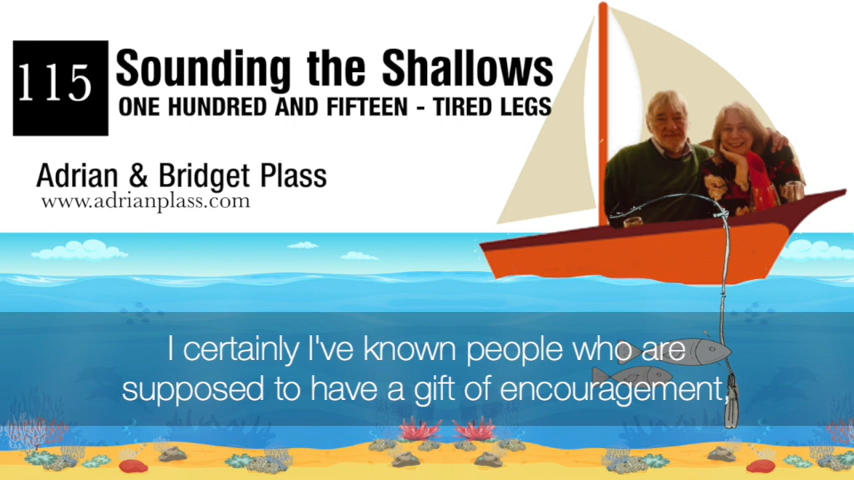 115
Sounding the Shallows
ONE HUNDRED AND FIFTEEN - TIRED LEGS
Adrian & Bridget Plass
www.adrianplass.com
I certainly I've known people who are
supposed to have a gift of encouragement,